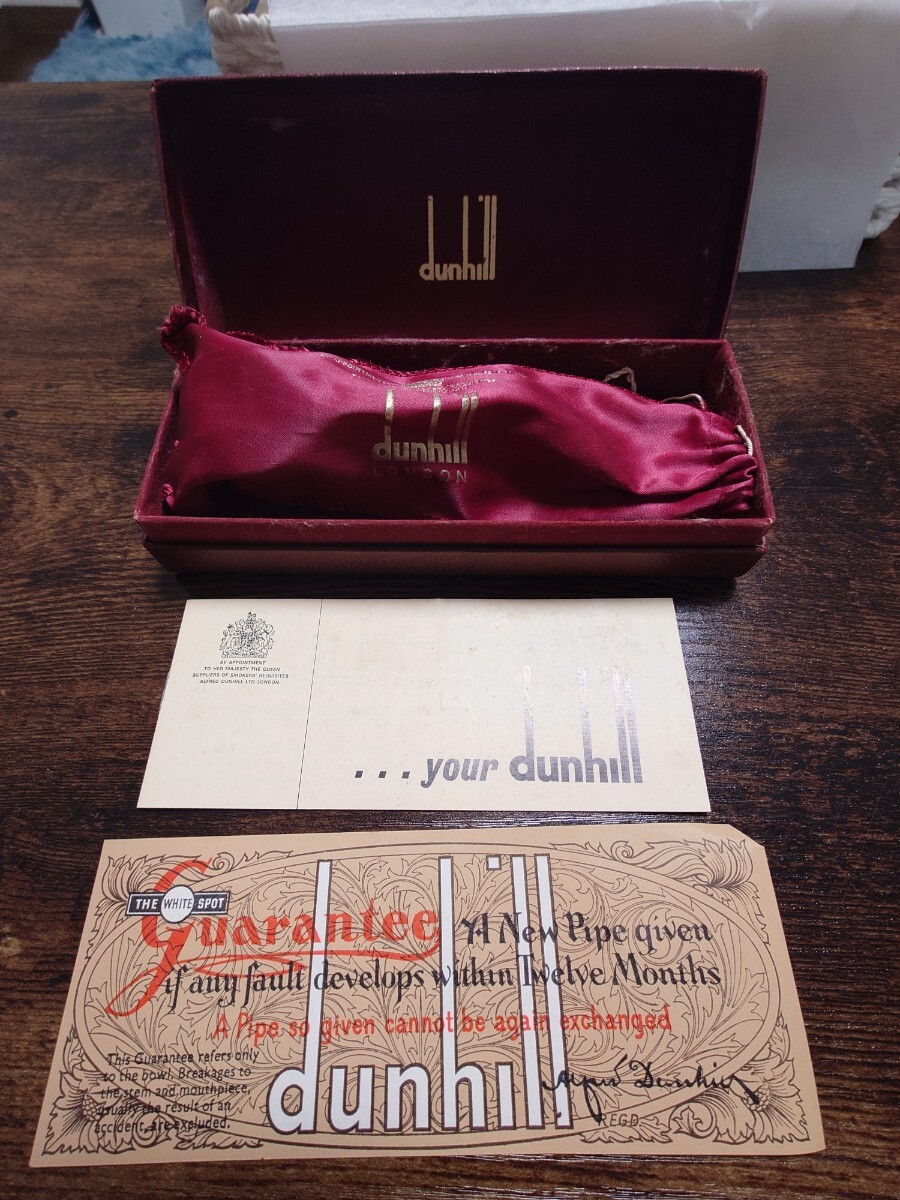 dunhill
dunhill
LONDON
BY APPOINTMENT
TO HER MAJESTY THE QUEEN
SUPPLIERS OF SMOKERS' REQUISITES
ALFRED DUNHILL LTD LONDON
... your dunhill
THE WHITE SPOT
Guarantee A New Pipe given
if any fault develops within Twelve Months
A Pipe so given cannot be again exchanged
This Guarantee refers only
to the bowl. Breakages to
the stem and mouthpiece,
usually the result of an
accident, are excluded.
dunhill
Alfred Dunhill
REGD.